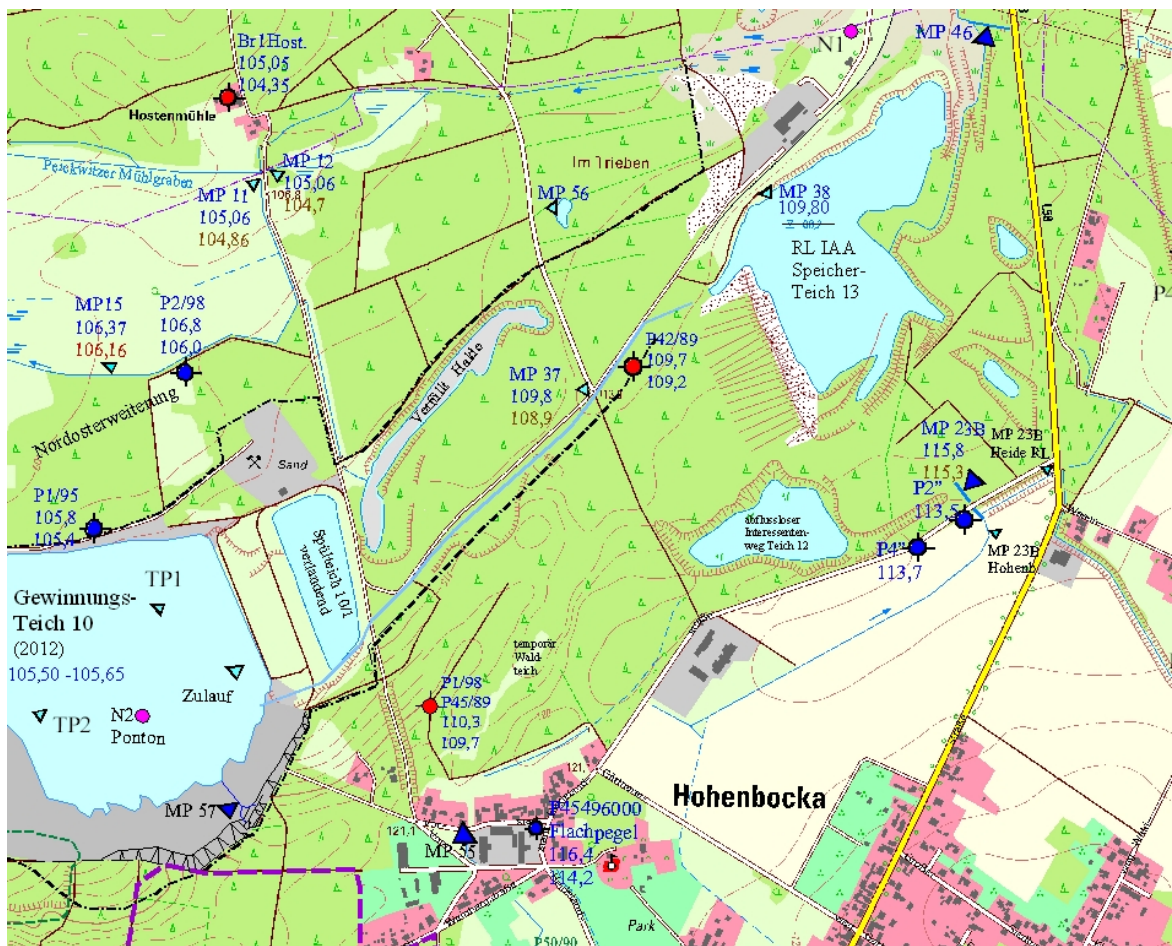 Br1Host.
105,05
104,35
Hostenmühle
MP 46
N1
MP 12
105,06
104,7
MP 11
105,06
104,86
Im Trieben
MP 56
MP 38
109,80
RL IAA
Speicher-
Teich 13
L58
MP15
106,37
106,16
P2/98
106,8
106,0
Nordosterweiterung
Verfüllt Halde
MP 37
109,8
108,9
P42/89
109,7
109,2
Sand
P1/95
105,8
105,4
Spülteich 10/1
verlandend
MP 23B
115,8
115,3
MP 23B
Heide RL
P2"
113,5
P4"
113,7
MP 23B
Hohenb.
abflussloser
Interessenten-
weg Teich 12
TP1
Gewinnungs-
Teich 10
(2012)
105,50 -105,65
Zulauf
TP2
N2
Ponton
MP 57
temporär
Wald-
teich
P1/98
P45/89
110,3
109,7
121,1
Hohenbocka
P45496000
Flachpegel
116,4
114,2
MP 55
Park
P50/90